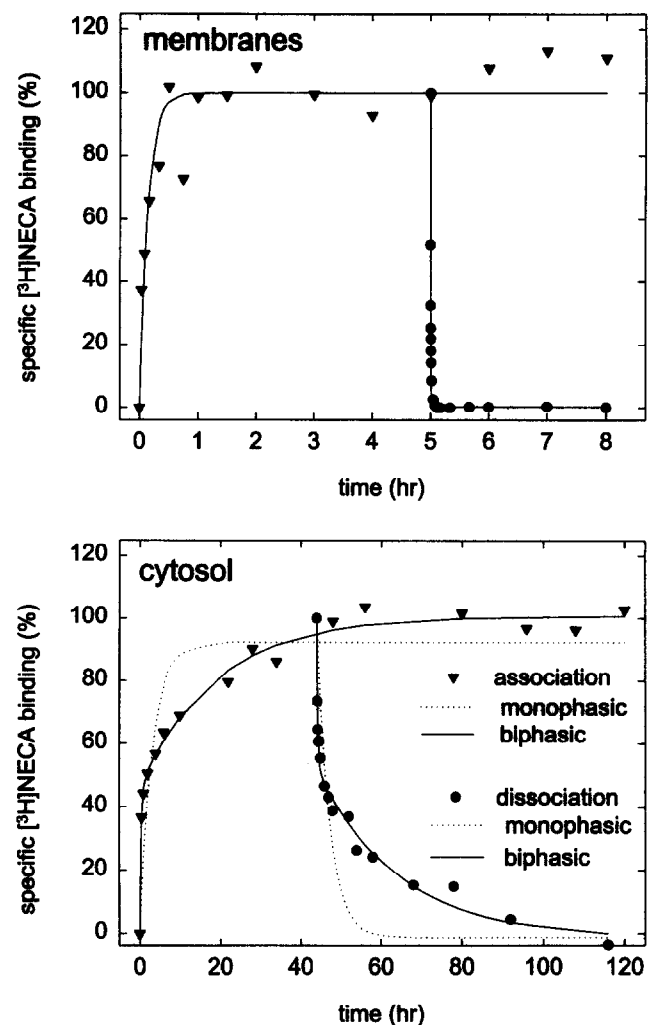 membranes
120
100
80
60
40
20
0
specific [³H]NECA binding (%)
0 1 2 3 4 5 6 7 8
time (hr)
cytosol
120
100
80
60
40
20
0
specific [³H]NECA binding (%)
association
monophasic
biphasic
dissociation
monophasic
biphasic
0 20 40 60 80 100 120
time (hr)